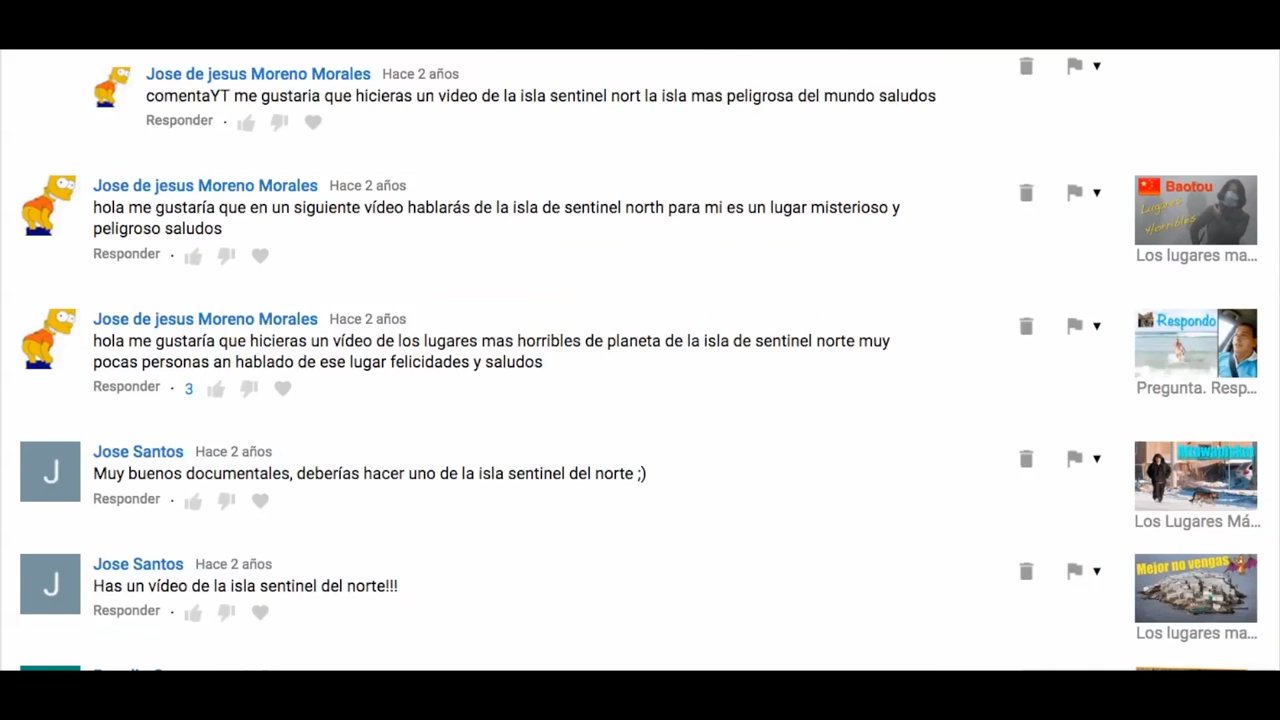 Jose de jesus Moreno Morales Hace 2 años
comentaYT me gustaria que hicieras un video de la isla sentinel nort la isla mas peligrosa del mundo saludos
Responder ·
Jose de jesus Moreno Morales Hace 2 años
hola me gustaría que en un siguiente vídeo hablarás de la isla de sentinel north para mi es un lugar misterioso y
peligroso saludos
Responder ·
Baotou
Lugares
Horribles
Los lugares ma...
Jose de jesus Moreno Morales Hace 2 años
hola me gustaría que hicieras un vídeo de los lugares mas horribles de planeta de la isla de sentinel norte muy
pocas personas an hablado de ese lugar felicidades y saludos
Responder · 3
Respondo
Pregunta. Resp...
J
Jose Santos Hace 2 años
Muy buenos documentales, deberías hacer uno de la isla sentinel del norte ;)
Responder ·
Los Lugares Má...
J
Jose Santos Hace 2 años
Has un vídeo de la isla sentinel del norte!!!
Responder ·
Mejor no vengas
Los lugares ma...